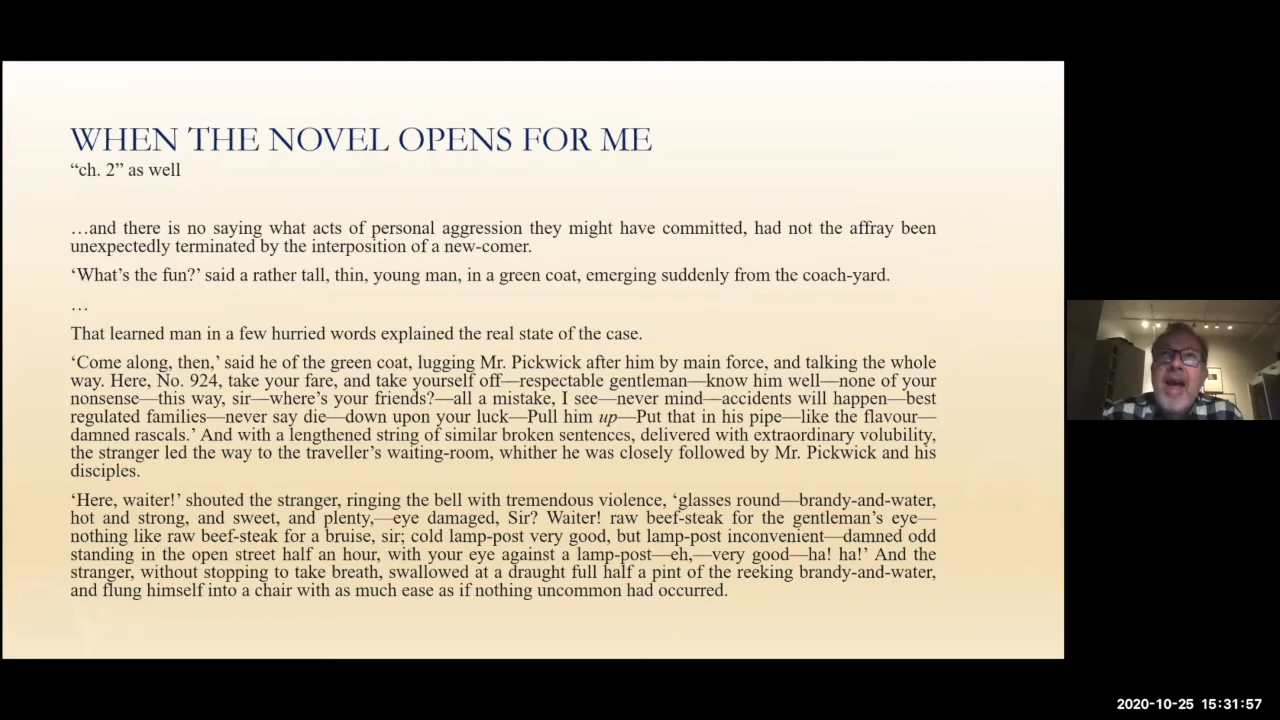 WHEN THE NOVEL OPENS FOR ME
“ch. 2” as well
…and there is no saying what acts of personal aggression they might have committed, had not the affray been
unexpectedly terminated by the interposition of a new-comer.
‘What’s the fun?’ said a rather tall, thin, young man, in a green coat, emerging suddenly from the coach-yard.
…
That learned man in a few hurried words explained the real state of the case.
‘Come along, then,’ said he of the green coat, lugging Mr. Pickwick after him by main force, and talking the whole
way. Here, No. 924, take your fare, and take yourself off—respectable gentleman—know him well—none of your
nonsense—this way, sir—where’s your friends?—all a mistake, I see—never mind—accidents will happen—best
regulated families—never say die—down upon your luck—Pull him up—Put that in his pipe—like the flavour—
damned rascals.’ And with a lengthened string of similar broken sentences, delivered with extraordinary volubility,
the stranger led the way to the traveller’s waiting-room, whither he was closely followed by Mr. Pickwick and his
disciples.
‘Here, waiter!’ shouted the stranger, ringing the bell with tremendous violence, ‘glasses round—brandy-and-water,
hot and strong, and sweet, and plenty,—eye damaged, Sir? Waiter! raw beef-steak for the gentleman’s eye—
nothing like raw beef-steak for a bruise, sir; cold lamp-post very good, but lamp-post inconvenient—damned odd
standing in the open street half an hour, with your eye against a lamp-post—eh,—very good—ha! ha!’ And the
stranger, without stopping to take breath, swallowed at a draught full half a pint of the reeking brandy-and-water,
and flung himself into a chair with as much ease as if nothing uncommon had occurred.
2020-10-25 15:31:57